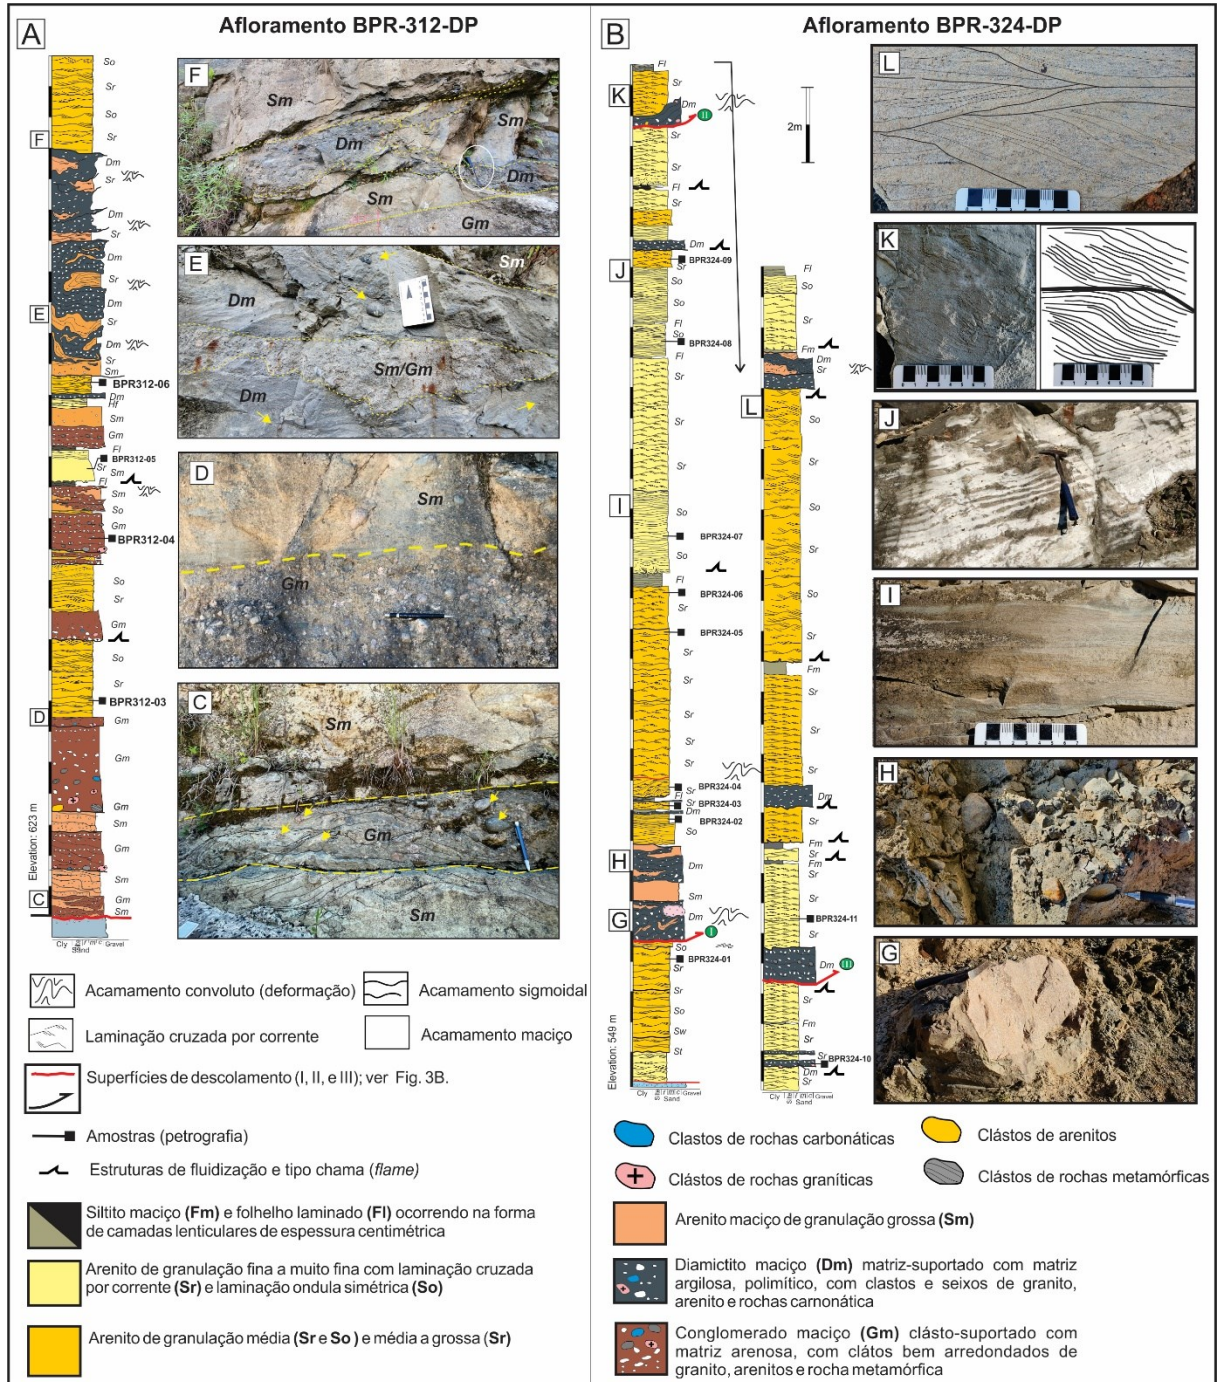 A
Afloramento BPR-312-DP
So
Sr
So
F
Sr
Dm
Sr
Dm
Sr
Dm
Sr
Dm
E
Sr
Dm
Sr
Sm
BPR312-06
Dm
Hf
Sm
Gm
Fl
BPR312-05
Sr
Sm
Fl
Sm
So
Gm
BPR312-04
So
Sr
Gm
So
Sr
BPR312-03
D
Gm
Gm
Gm
Sm
Gm
Sm
C
Gm
Sm
Elevation: 623 m
Cly
Sand
Gravel
F
Sm
Sm
Dm
Dm
Sm
Gm
E
Sm
Dm
Sm/Gm
Dm
D
Sm
Gm
C
Sm
Gm
Sm
Acamamento convoluto (deformação)
Acamamento sigmoidal
Laminação cruzada por corrente
Acamamento maciço
Superfícies de descolamento (I, II, e III); ver Fig. 3B.
Amostras (petrografia)
Estruturas de fluidização e tipo chama (flame)
Siltito maciço (Fm) e folhelho laminado (Fl) ocorrendo na forma
de camadas lenticulares de espessura centimétrica
Arenito de granulação fina a muito fina com laminação cruzada
por corrente (Sr) e laminação ondula simétrica (So)
Arenito de granulação média (Sr e So ) e média a grossa (Sr)
B
Afloramento BPR-324-DP
Fl
Sr
K
Dm
II
Sr
Sr
Fl
Sr
Dm
BPR324-09
Sr
J
So
So
Fl
So
BPR324-08
Fl
Sr
Sr
I
So
BPR324-07
So
Fl
BPR324-06
Sr
BPR324-05
Sr
Sr
Sr
Sr
BPR324-04
Sr
Fl
Sr
BPR324-03
Dm
BPR324-02
So
H
Dm
Sm
G
Dm
I
So
BPR324-01
Sr
Sr
So
Sw
St
Elevation: 549 m
Cly
Sand
Gravel
2m
Fl
So
Sr
Fm
Dm
Sr
L
So
Sr
So
Sr
So
Sr
Fm
Sr
Sr
Sr
Dm
Sr
Fm
Sr
Fm
Sr
BPR324-11
Sr
Dm
III
Sr
Fm
Sr
Sr
BPR324-10
Dm
Sr
Cly
Sand
Gravel
L
K
J
I
H
G
Clastos de rochas carbonáticas
Clástos de arenitos
Clástos de rochas graníticas
Clástos de rochas metamórficas
Arenito maciço de granulação grossa (Sm)
Diamictito maciço (Dm) matriz-suportado com matriz
argilosa, polimítico, com clastos e seixos de granito,
arenito e rochas carnonática
Conglomerado maciço (Gm) clásto-suportado com
matriz arenosa, com clátos bem arredondados de
granito, arenitos e rocha metamórfica